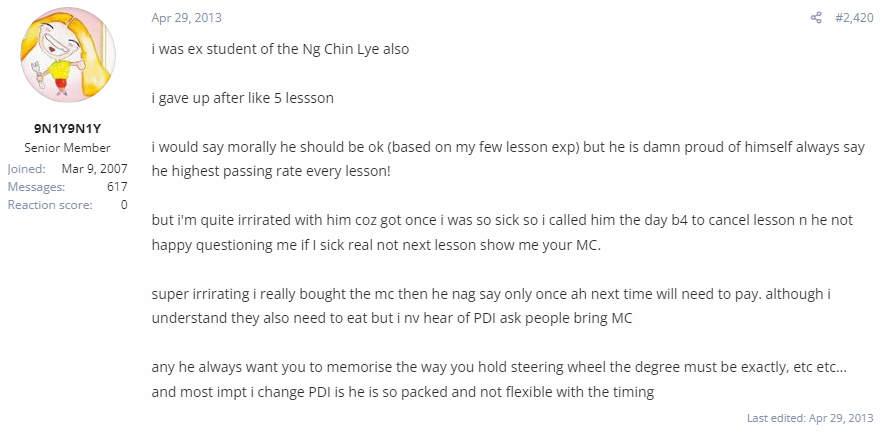 Apr 29, 2013
#2,420
9N1Y9N1Y
Senior Member
Joined: Mar 9, 2007
Messages: 617
Reaction score: 0
i was ex student of the Ng Chin Lye also
i gave up after like 5 lessson
i would say morally he should be ok (based on my few lesson exp) but he is damn proud of himself always say
he highest passing rate every lesson!
but i'm quite irrirated with him coz got once i was so sick so i called him the day b4 to cancel lesson n he not
happy questioning me if I sick real not next lesson show me your MC.
super irrirating i really bought the mc then he nag say only once ah next time will need to pay. although i
understand they also need to eat but i nv hear of PDI ask people bring MC
any he always want you to memorise the way you hold steering wheel the degree must be exactly, etc etc...
and most impt i change PDI is he is so packed and not flexible with the timing
Last edited: Apr 29, 2013